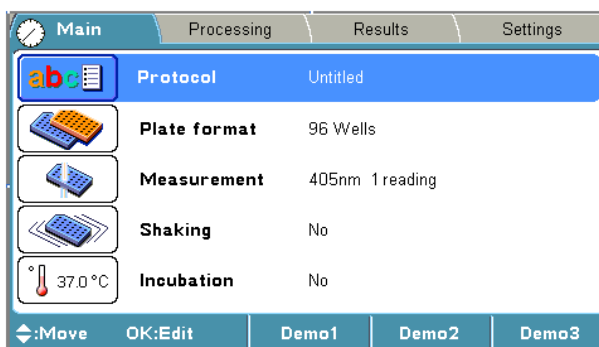 Main Processing Results Settings
abc Protocol Untitled
Plate format 96 Wells
Measurement 405nm 1 reading
Shaking No
37.0°C Incubation No
:Move OK:Edit Demo1 Demo2 Demo3